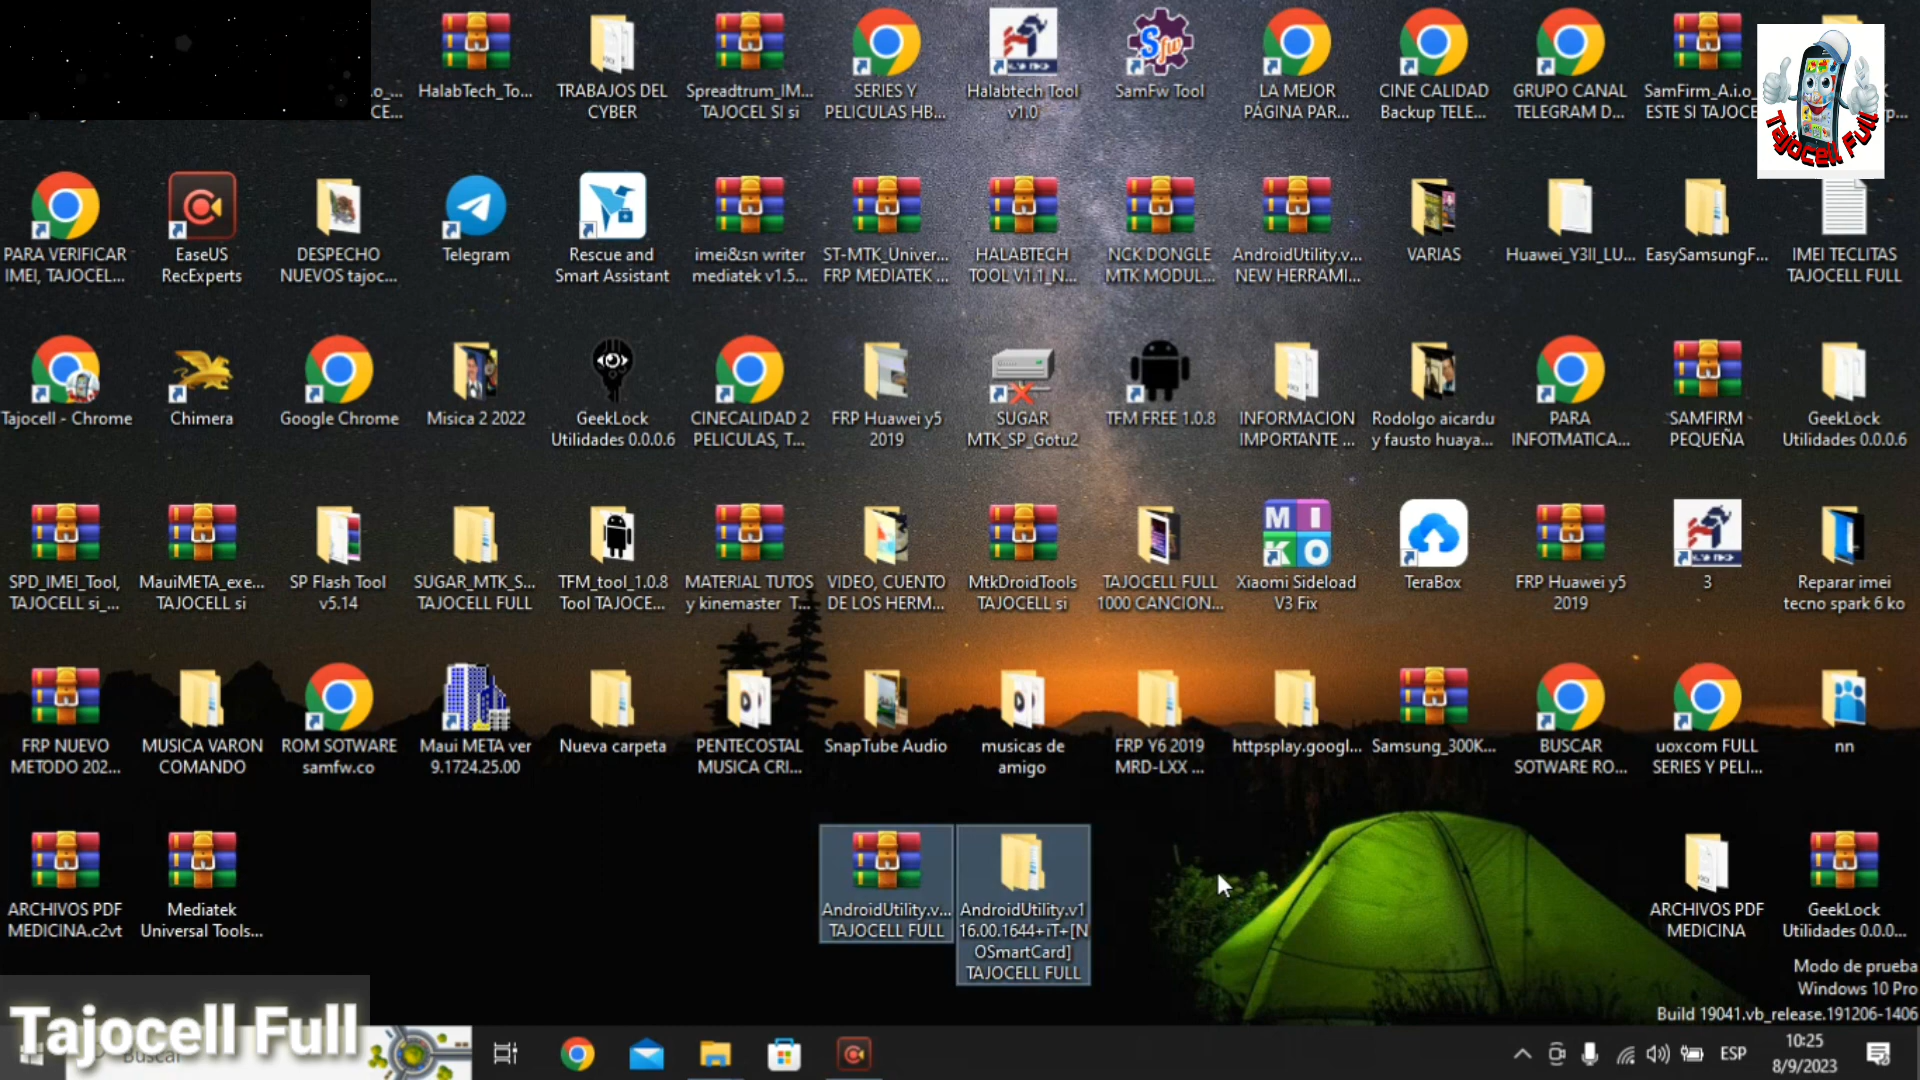 o_...
CE...
HalabTech_To...
TRABAJOS DEL
CYBER
Spreadtrum_IM...
TAJOCEL SI si
SERIES Y
PELICULAS HB...
Halabtech Tool
v1.0
SamFw Tool
LA MEJOR
PÁGINA PAR...
CINE CALIDAD
Backup TELE...
GRUPO CANAL
TELEGRAM D...
SamFirm_A.i.o_
ESTE SI TAJOCE
Tajocell Full
PARA VERIFICAR
IMEI, TAJOCEL...
EaseUS
RecExperts
DESPECHO
NUEVOS tajoc...
Telegram
Rescue and
Smart Assistant
imei&sn writer
mediatek v1.5...
ST-MTK_Univer...
FRP MEDIATEK ...
HALABTECH
TOOL V1.1_N...
NCK DONGLE
MTK MODUL...
AndroidUtility.v...
NEW HERRAMI...
VARIAS
Huawei_Y3II_LU...
EasySamsungF...
IMEI TECLITAS
TAJOCELL FULL
Tajocell - Chrome
Chimera
Google Chrome
Misica 2 2022
GeekLock
Utilidades 0.0.0.6
CINECALIDAD 2
PELICULAS, T...
FRP Huawei y5
2019
SUGAR
MTK_SP_Gotu2
TFM FREE 1.0.8
INFORMACION
IMPORTANTE ...
Rodolgo aicardu
y fausto huaya...
PARA
INFOTMATICA...
SAMFIRM
PEQUEÑA
GeekLock
Utilidades 0.0.0.6
SPD_IMEI_Tool,
TAJOCELL si_...
MauiMETA_exe...
TAJOCELL si
SP Flash Tool
v5.14
SUGAR_MTK_S...
TAJOCELL FULL
TFM_tool_1.0.8
Tool TAJOCE...
MATERIAL TUTOS
y kinemaster T...
VIDEO, CUENTO
DE LOS HERM...
MtkDroidTools
TAJOCELL si
TAJOCELL FULL
1000 CANCION...
MI
KO
Xiaomi Sideload
V3 Fix
TeraBox
FRP Huawei y5
2019
3
Reparar imei
tecno spark 6 ko
FRP NUEVO
METODO 202...
MUSICA VARON
COMANDO
ROM SOTWARE
samfw.co
Maui META ver
9.1724.25.00
Nueva carpeta
PENTECOSTAL
MUSICA CRI...
SnapTube Audio
musicas de
amigo
FRP Y6 2019
MRD-LXX ...
httpsplay.googl...
Samsung_300K...
BUSCAR
SOTWARE RO...
uoxcom FULL
SERIES Y PELI...
nn
ARCHIVOS PDF
MEDICINA.c2vt
Mediatek
Universal Tools...
AndroidUtility.v...
TAJOCELL FULL
AndroidUtility.v1
16.00.1644+iT+[N
OSmartCard]
TAJOCELL FULL
ARCHIVOS PDF
MEDICINA
GeekLock
Utilidades 0.0.0...
Modo de prueba
Windows 10 Pro
Build 19041.vb_release.191206-1406
Tajocell Full
Buscar
ESP
10:25
8/9/2023